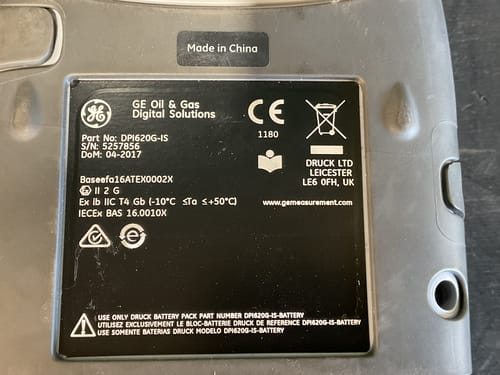 Made in China
GE Oil & Gas
Digital Solutions
Part No: DPI620G-IS
S/N: 5257856
DoM: 04-2017
1180
DRUCK LTD
LEICESTER
LE6 0FH, UK
Baseefa16ATEX0002X
Ex II 2 G
Ex ib IIC T4 Gb (-10°C ≤Ta ≤+50°C)
IECEx BAS 16.0010X
www.gemeasurement.com
USE ONLY DRUCK BATTERY PACK PART NUMBER DPI620G-IS-BATTERY
UTILISEZ EXCLUSIVEMENT LE BLOC-BATTERIE DRUCK DE REFERENCE DPI620G-IS-BATTERY
USE SOMENTE BATERIAS DRUCK MODELO DPI620G-IS-BATTERY